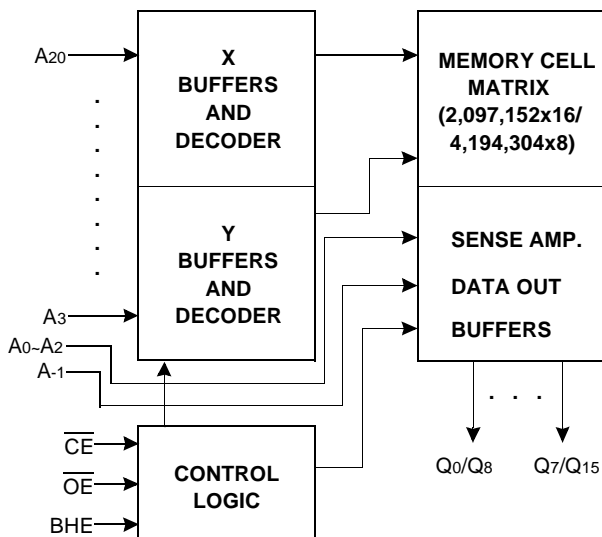 A20
X
BUFFERS
AND
DECODER
MEMORY CELL
MATRIX
(2,097,152x16/
4,194,304x8)
Y
BUFFERS
AND
DECODER
SENSE AMP.
DATA OUT
BUFFERS
A3
A0~A2
A-1
CE
OE
BHE
CONTROL
LOGIC
. . .
Q0/Q8
Q7/Q15